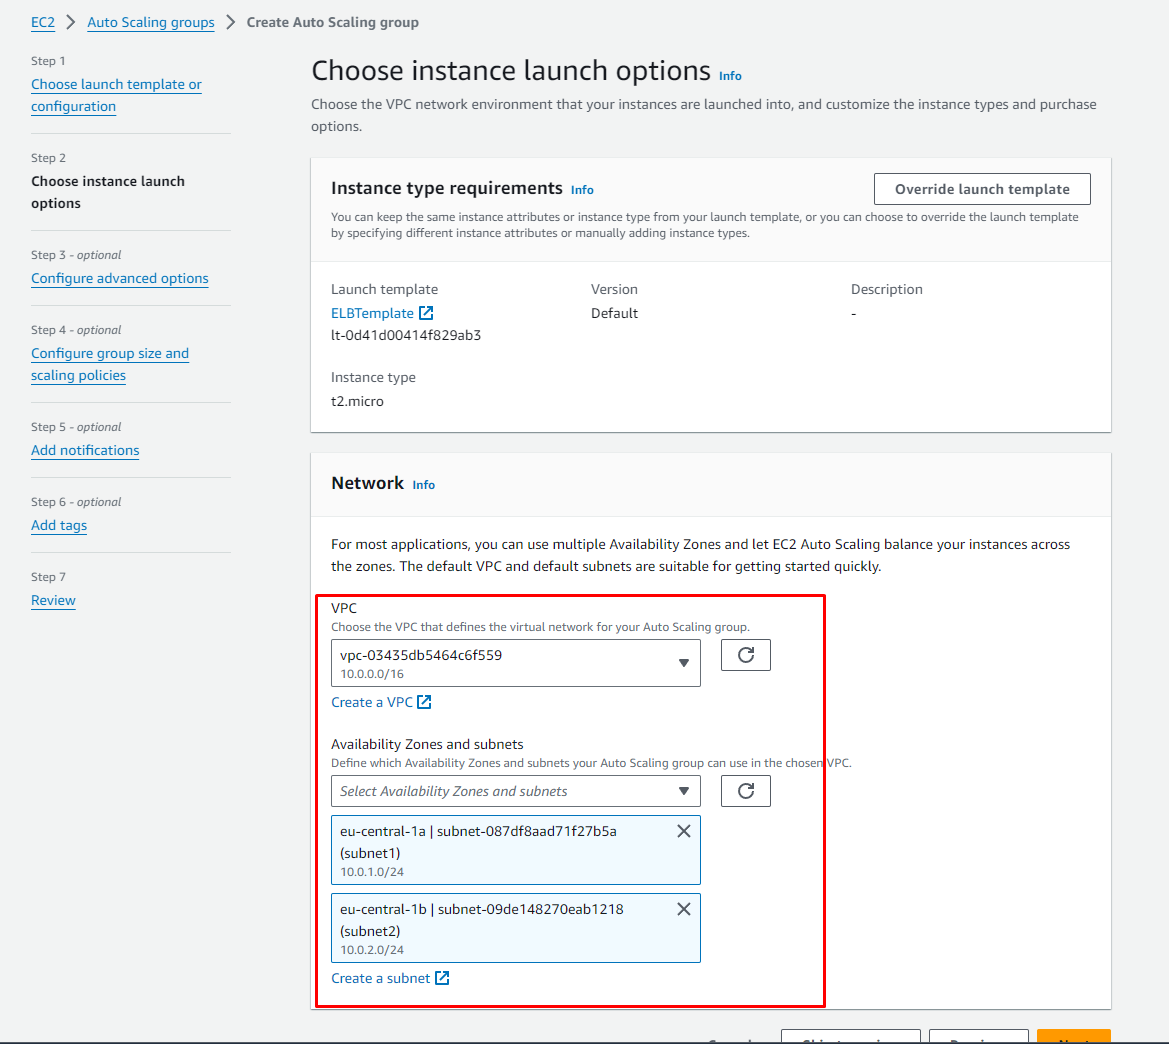 EC2 > Auto Scaling groups > Create Auto Scaling group
Step 1
Choose launch template or
configuration
Step 2
Choose instance launch
options
Step 3 - optional
Configure advanced options
Step 4 - optional
Configure group size and
scaling policies
Step 5 - optional
Add notifications
Step 6 - optional
Add tags
Step 7
Review
Choose instance launch options Info
Choose the VPC network environment that your instances are launched into, and customize the instance types and purchase
options.
Instance type requirements Info
Override launch template
You can keep the same instance attributes or instance type from your launch template, or you can choose to override the launch template
by specifying different instance attributes or manually adding instance types.
Launch template
ELBTemplate
lt-0d41d00414f829ab3
Version
Default
Description
-
Instance type
t2.micro
Network Info
For most applications, you can use multiple Availability Zones and let EC2 Auto Scaling balance your instances across
the zones. The default VPC and default subnets are suitable for getting started quickly.
VPC
Choose the VPC that defines the virtual network for your Auto Scaling group.
vpc-03435db5464c6f559
10.0.0.0/16
Create a VPC
Availability Zones and subnets
Define which Availability Zones and subnets your Auto Scaling group can use in the chosen VPC.
Select Availability Zones and subnets
eu-central-1a | subnet-087df8aad71f27b5a
(subnet1)
10.0.1.0/24
eu-central-1b | subnet-09de148270eab1218
(subnet2)
10.0.2.0/24
Create a subnet